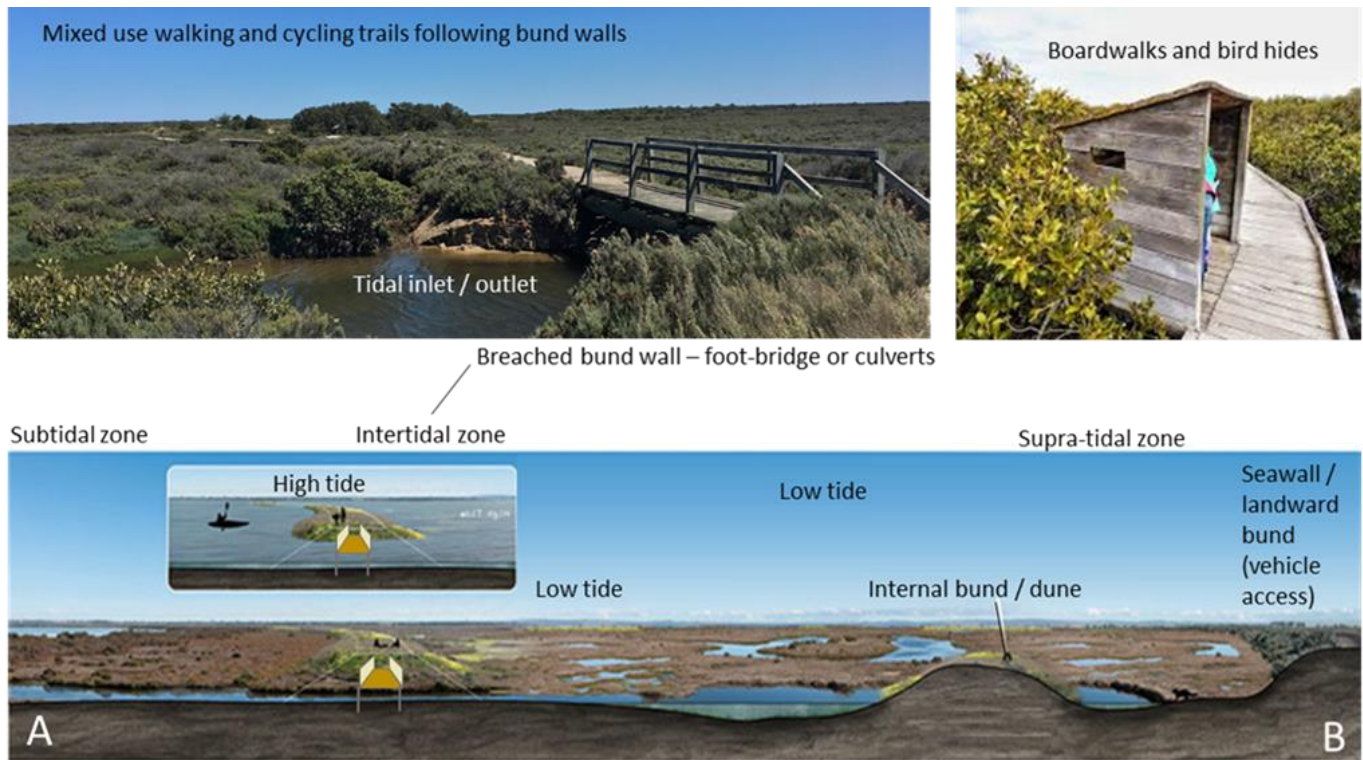 Mixed use walking and cycling trails following bund walls
Boardwalks and bird hides
Tidal inlet / outlet
Breached bund wall – foot-bridge or culverts
Subtidal zone
Intertidal zone
Supra-tidal zone
High tide
Low tide
Seawall /
landward
bund
(vehicle
access)
Low tide
Internal bund / dune
A
B